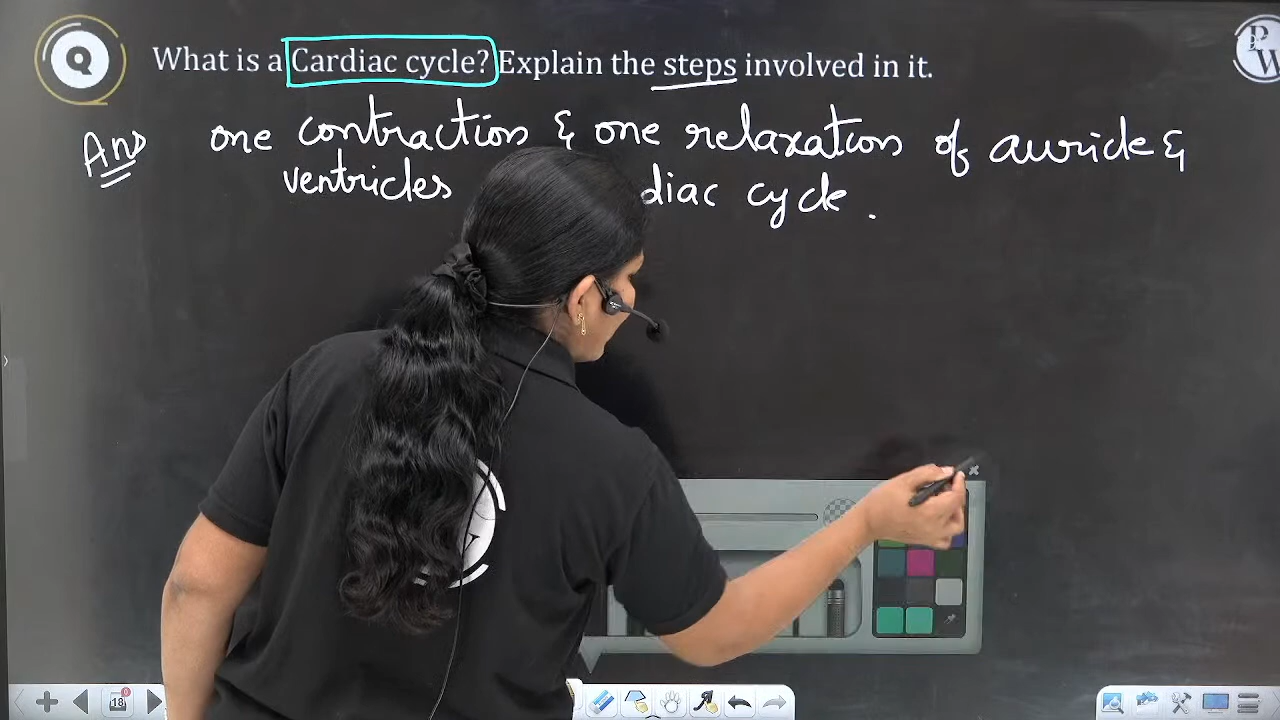 Q What is a Cardiac cycle? Explain the steps involved in it.
P
W
Ans one contraction & one relaxation of auricle &
ventricles diac cycle.
W
18